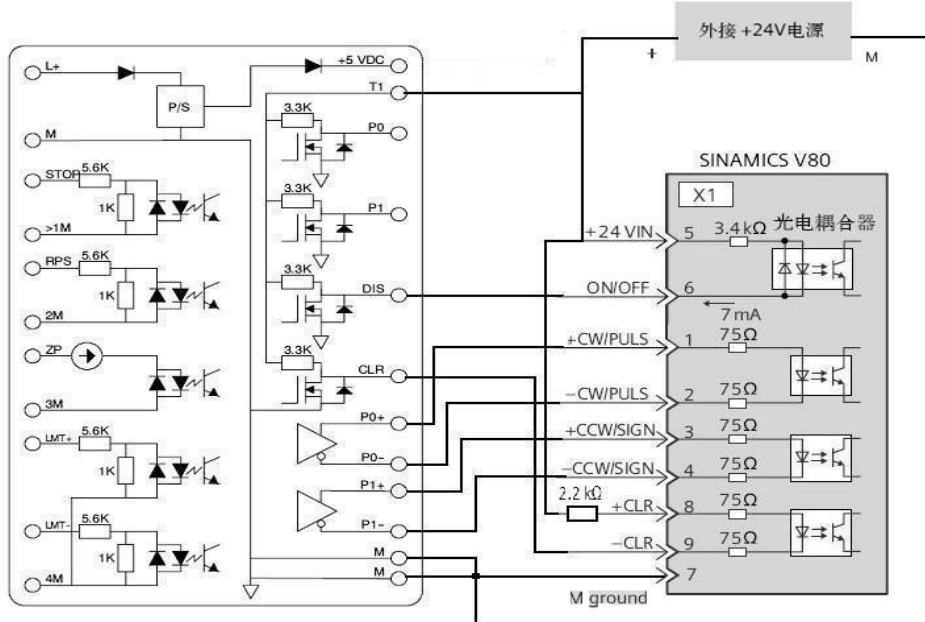 外接 +24V电源
+
M
L+
+5 VDC
T1
P/S
3.3K
P0
M
STOP
5.6K
1K
>1M
3.3K
P1
RPS
5.6K
1K
2M
3.3K
DIS
ZP
3M
3.3K
CLR
P0+
P0-
LMT+
5.6K
1K
P1+
P1-
LMT-
5.6K
1K
M
M
4M
SINAMICS V80
X1
光电耦合器
+24 VIN
5
3.4kΩ
ON/OFF
6
7mA
+CW/PULS
1
75Ω
−CW/PULS
2
75Ω
+CCW/SIGN
3
75Ω
−CCW/SIGN
4
75Ω
2.2 kΩ
+CLR
8
75Ω
−CLR
9
75Ω
7
M ground